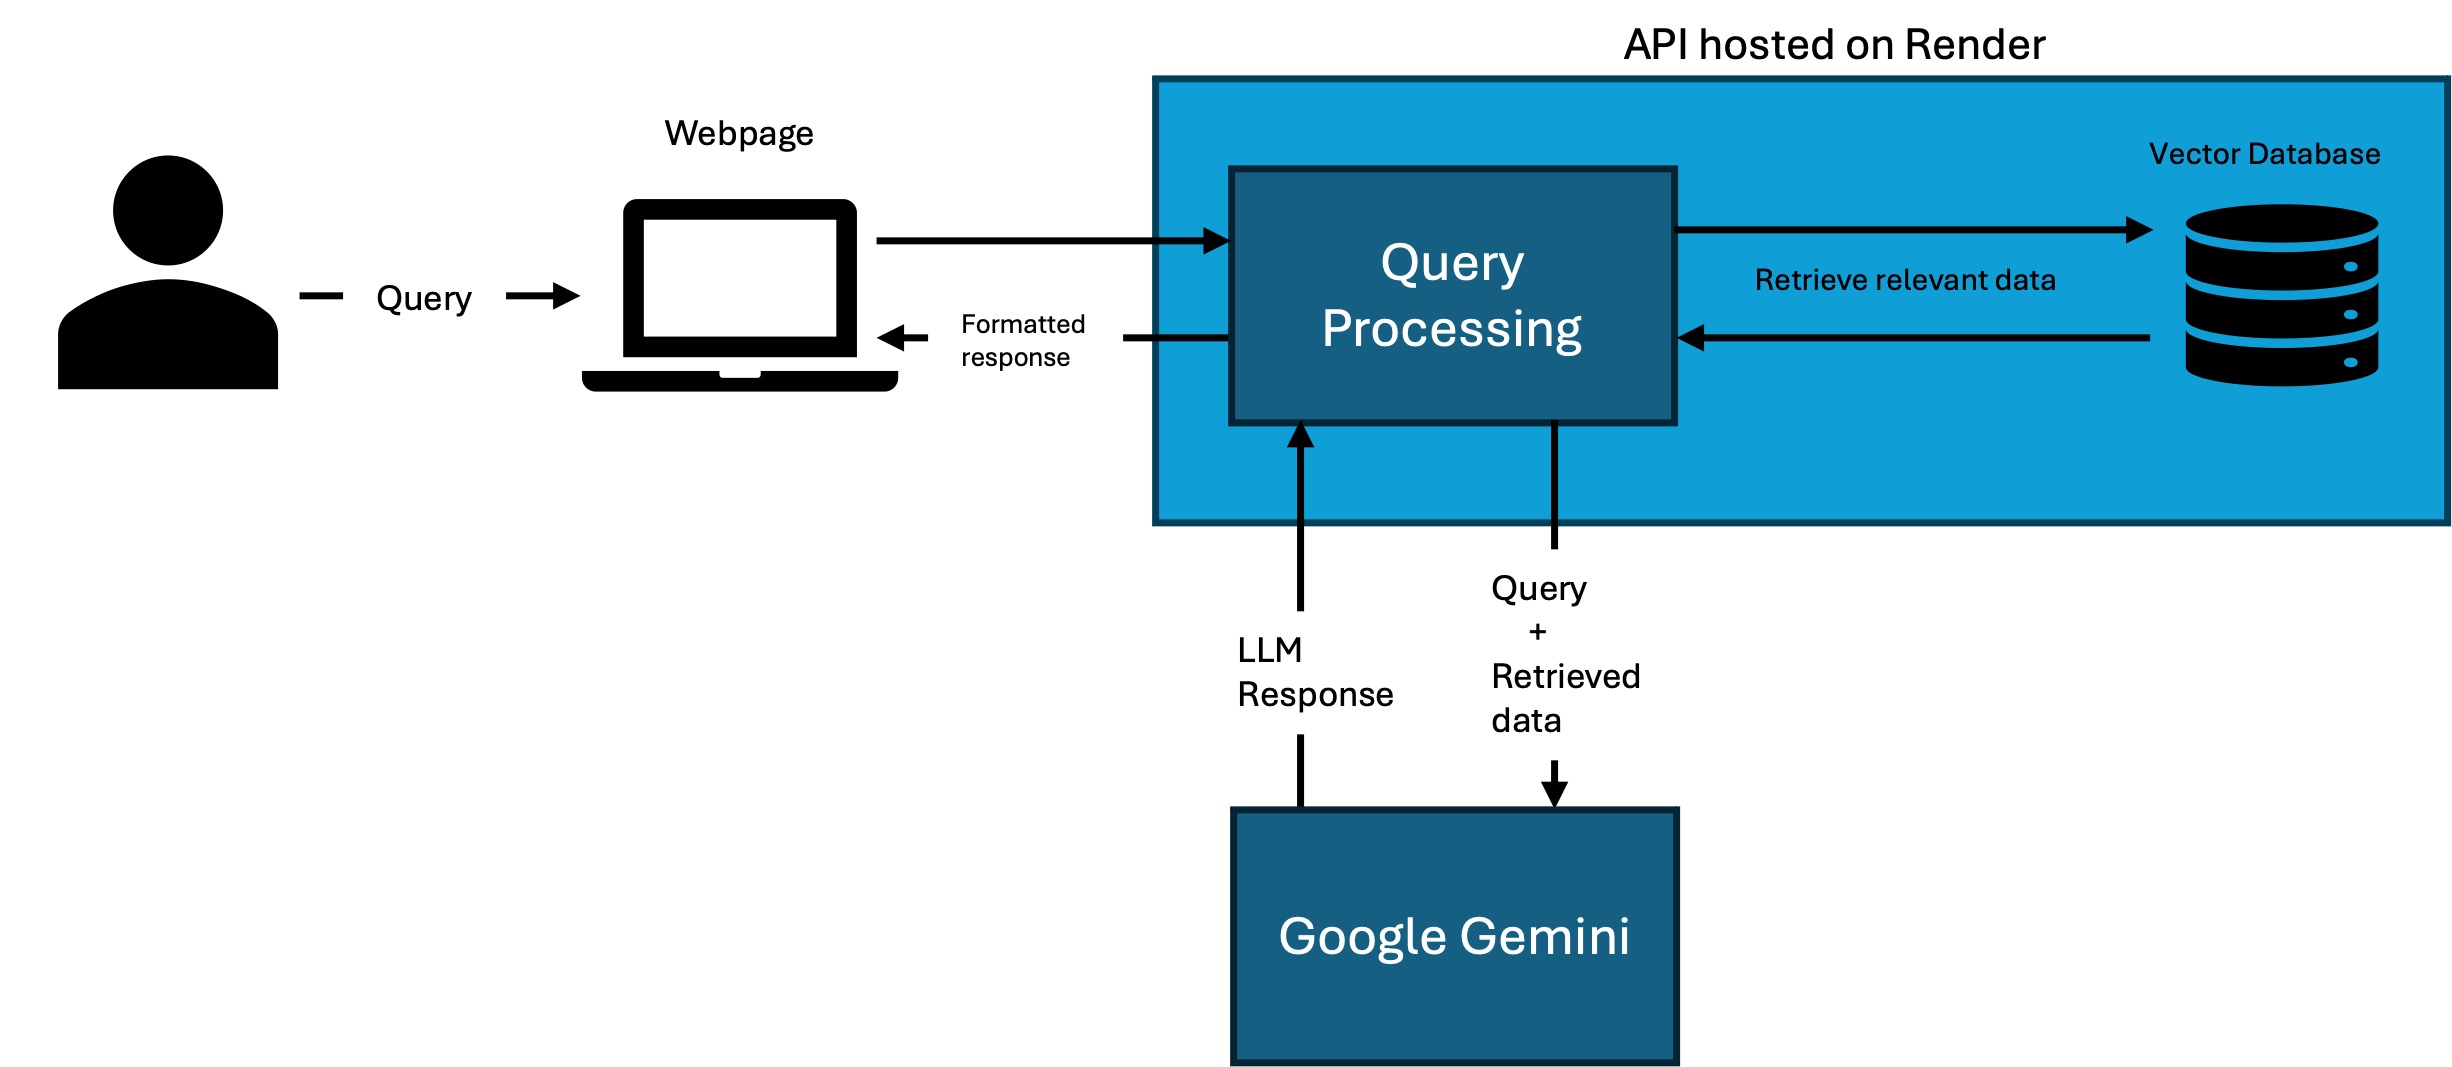 API hosted on Render
Webpage
Vector Database
Query
Processing
Query
Formatted
response
Retrieve relevant data
LLM
Response
Query
+
Retrieved
data
Google Gemini